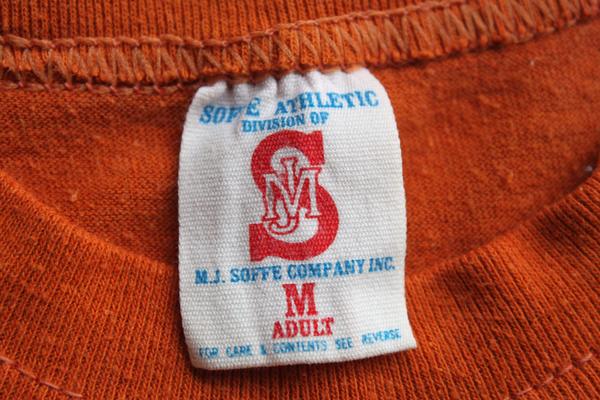 SOFFE ATHLETIC
DIVISION OF
S
MJ
M.J. SOFFE COMPANY INC.
M
ADULT
FOR CARE & CONTENTS SEE REVERSE